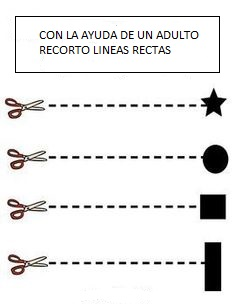 CON LA AYUDA DE UN ADULTO
RECORTO LINEAS RECTAS